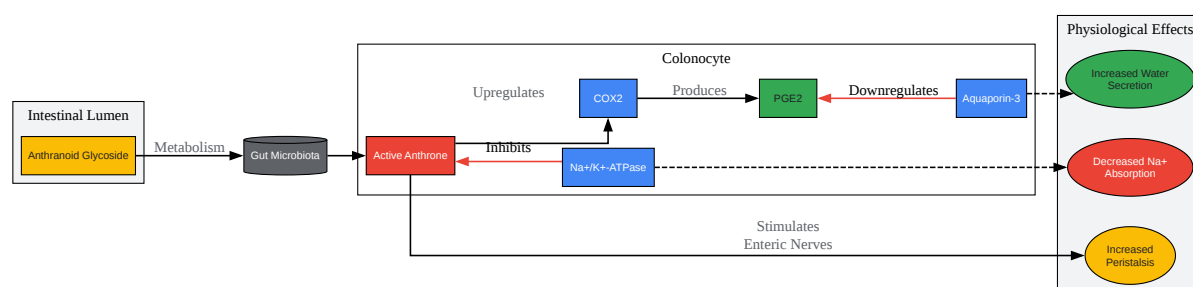 Physiological Effects
Colonocyte
Increased Water
Secretion
Upregulates
COX2
Produces
PGE2
Downregulates
Aquaporin-3
Intestinal Lumen
Anthranoid Glycoside
Metabolism
Gut Microbiota
Active Anthrone
Inhibits
Na+/K+-ATPase
Decreased Na+
Absorption
Stimulates
Enteric Nerves
Increased
Peristalsis